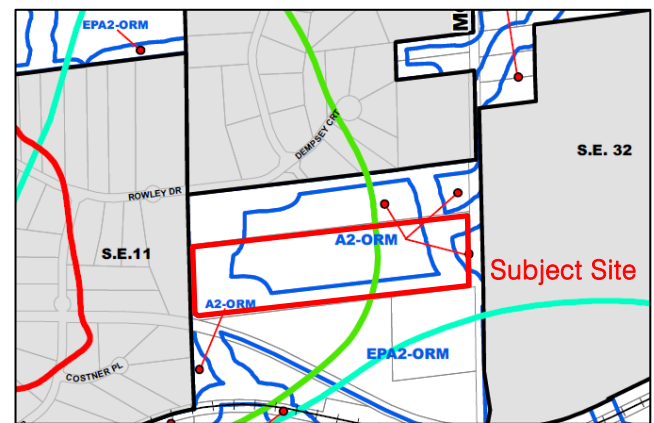 EPA2-ORM
DEMPSEY CRT
S.E. 32
ROWLEY DR
A2-ORM
S.E.11
Subject Site
A2-ORM
EPA2-ORM
COSTNER PL